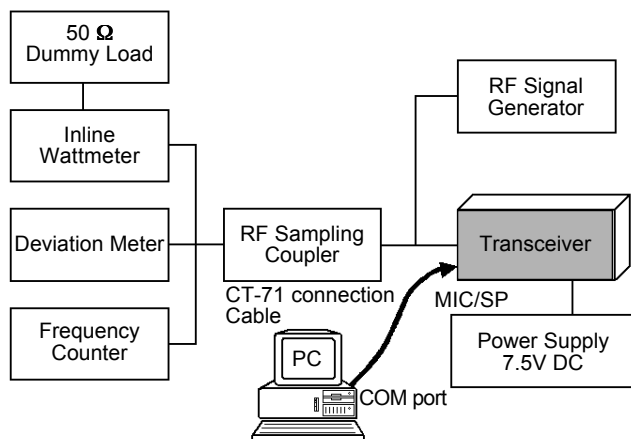 50 Ω
Dummy Load
Inline
Wattmeter
Deviation Meter
Frequency
Counter
RF Sampling
Coupler
CT-71 connection
Cable
PC
COM port
RF Signal
Generator
Transceiver
MIC/SP
Power Supply
7.5V DC